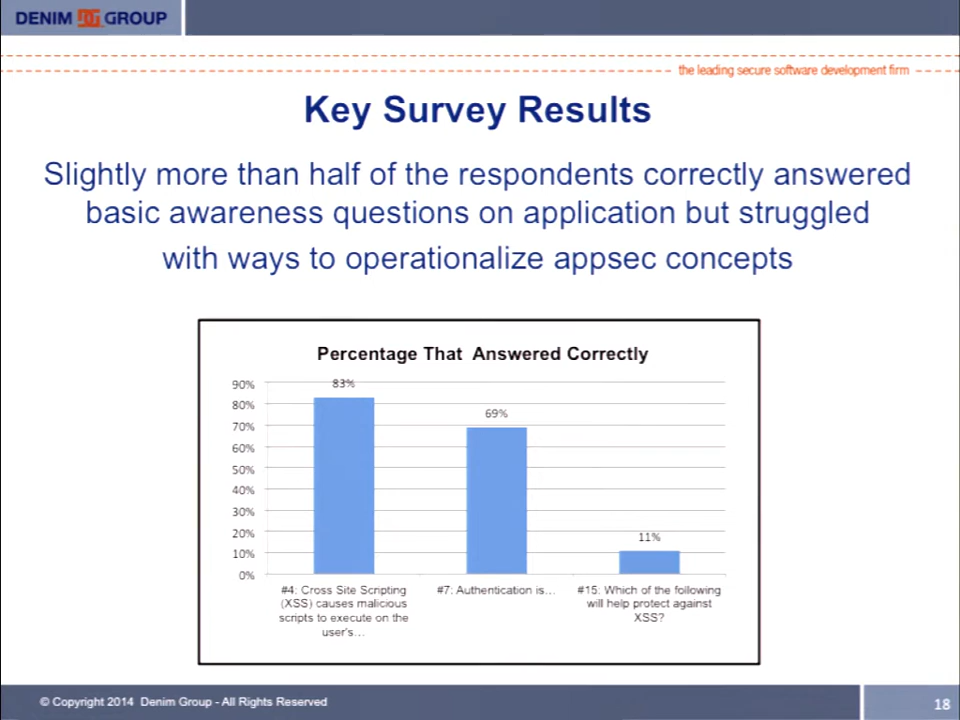 DENIM DG GROUP
the leading secure software development firm
Key Survey Results
Slightly more than half of the respondents correctly answered
basic awareness questions on application but struggled
with ways to operationalize appsec concepts
Percentage That Answered Correctly
90%
80%
70%
60%
50%
40%
30%
20%
10%
0%
83%
69%
11%
#4: Cross Site Scripting
(XSS) causes malicious
scripts to execute on the
user's...
#7: Authentication is...
#15: Which of the following
will help protect against
XSS?
© Copyright 2014 Denim Group - All Rights Reserved
18